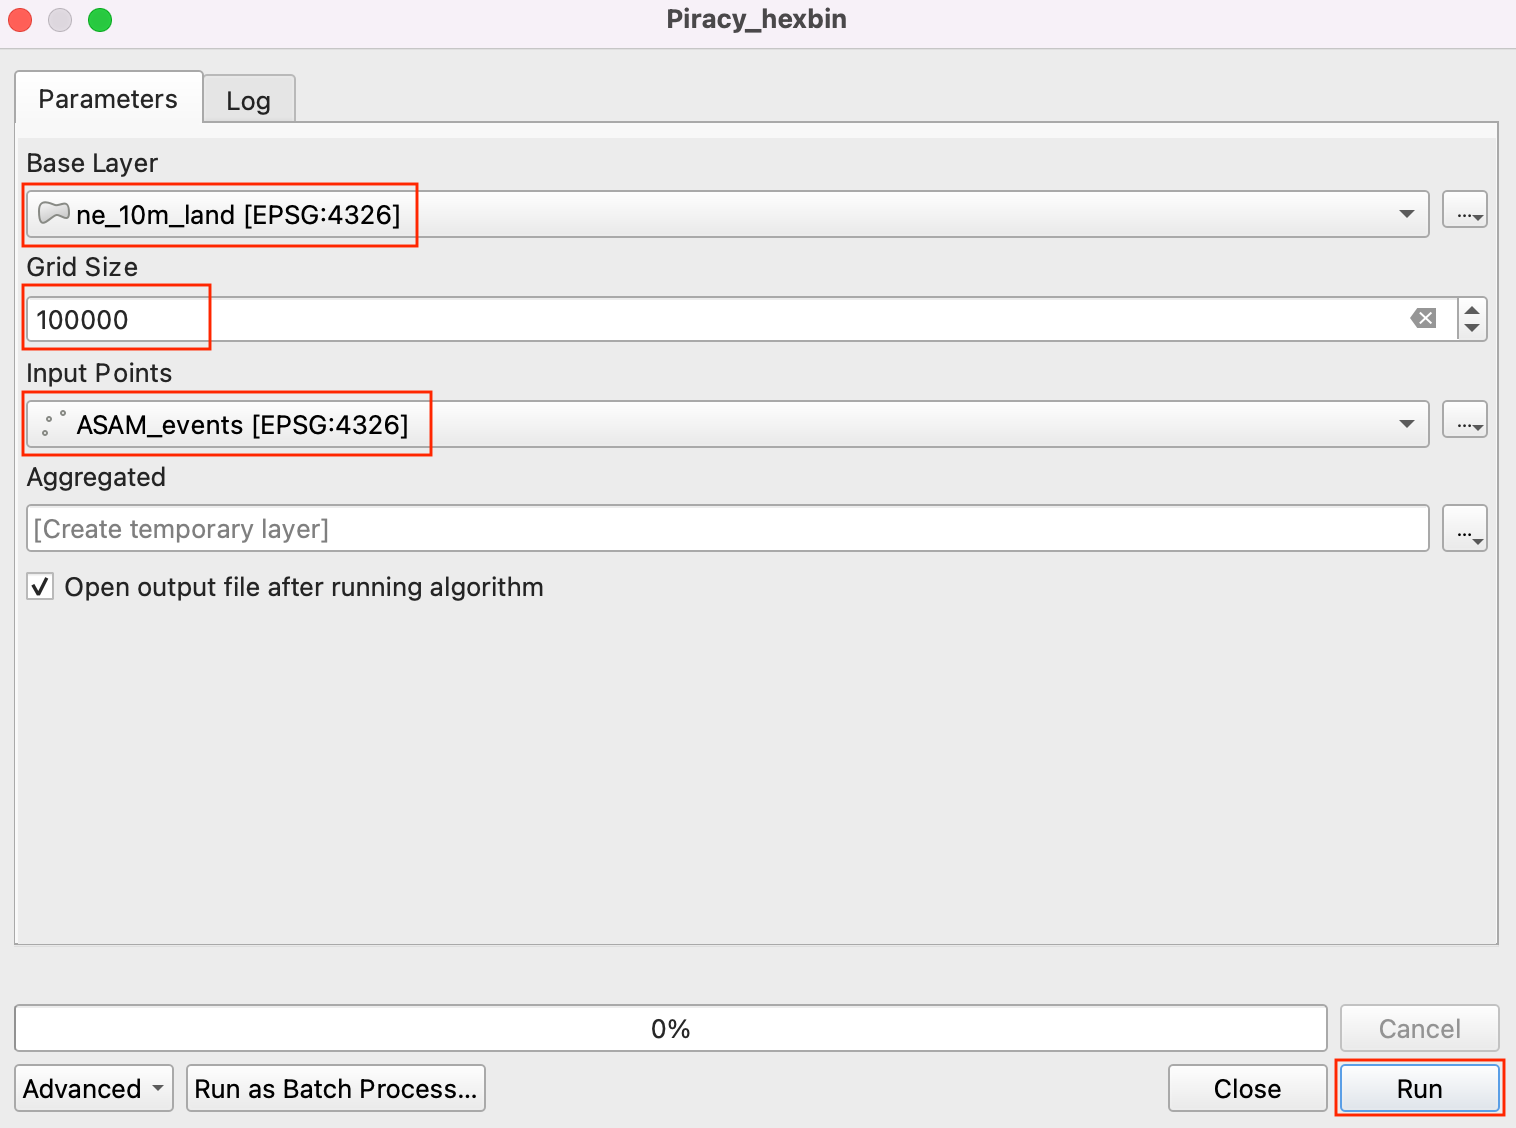 Piracy_hexbin
Parameters
Log
Base Layer
ne_10m_land [EPSG:4326]
...
Grid Size
100000
Input Points
ASAM_events [EPSG:4326]
...
Aggregated
[Create temporary layer]
...
Open output file after running algorithm
0%
Cancel
Advanced
Run as Batch Process...
Close
Run